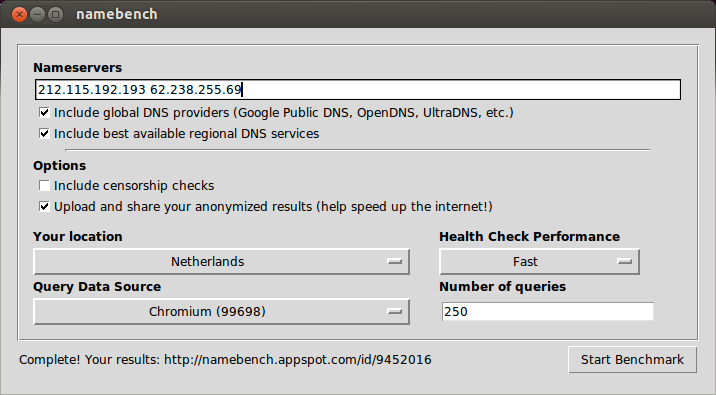 namebench
Nameservers
212.115.192.193 62.238.255.69
Include global DNS providers (Google Public DNS, OpenDNS, UltraDNS, etc.)
Include best available regional DNS services
Options
Include censorship checks
Upload and share your anonymized results (help speed up the internet!)
Your location
Health Check Performance
Netherlands
Fast
Query Data Source
Number of queries
Chromium (99698)
250
Complete! Your results: http://namebench.appspot.com/id/9452016
Start Benchmark